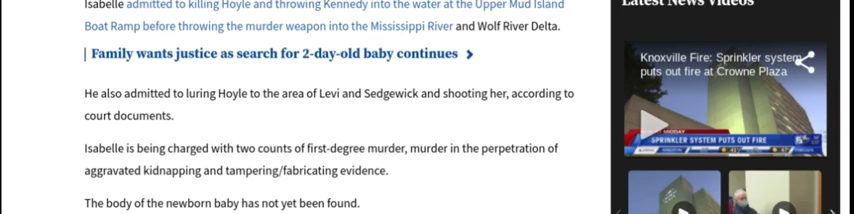 Isabelle admitted to killing Hoyle and throwing Kennedy into the water at the Upper Mud Island
Boat Ramp before throwing the murder weapon into the Mississippi River and Wolf River Delta.
Family wants justice as search for 2-day-old baby continues >
He also admitted to luring Hoyle to the area of Levi and Sedgewick and shooting her, according to
court documents.
Isabelle is being charged with two counts of first-degree murder, murder in the perpetration of
aggravated kidnapping and tampering/fabricating evidence.
The body of the newborn baby has not yet been found.
Latest News Videos
Knoxville Fire: Sprinkler system
puts out fire at Crowne Plaza
SPRINKLER SYSTEM PUTS OUT FIRE